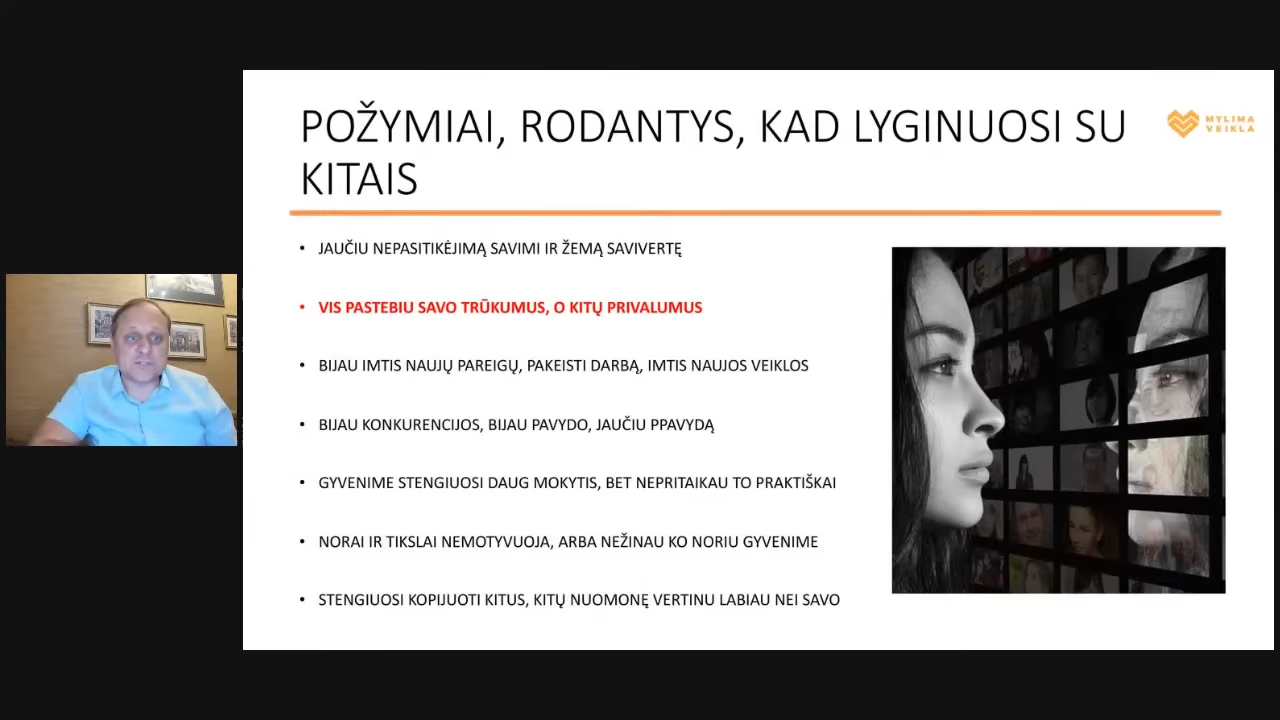 POŽYMIAI, RODANTYS, KAD LYGINUOSI SU
KITAIS
MYLIMA
VEIKLA
• JAUČIU NEPASITIKĖJIMĄ SAVIMI IR ŽEMĄ SAVIVERTĘ
• VIS PASTEBIU SAVO TRŪKUMUS, O KITŲ PRIVALUMUS
• BIJAU IMTIS NAUJŲ PAREIGŲ, PAKEISTI DARBĄ, IMTIS NAUJOS VEIKLOS
• BIJAU KONKURENCIJOS, BIJAU PAVYDO, JAUČIU PPAVYDĄ
• GYVENIME STENGIUOSI DAUG MOKYTIS, BET NEPRITAIKAU TO PRAKTIŠKAI
• NORAI IR TIKSLAI NEMOTYVUOJA, ARBA NEŽINAU KO NORIU GYVENIME
• STENGIUOSI KOPIJUOTI KITUS, KITŲ NUOMONĘ VERTINU LABIAU NEI SAVO